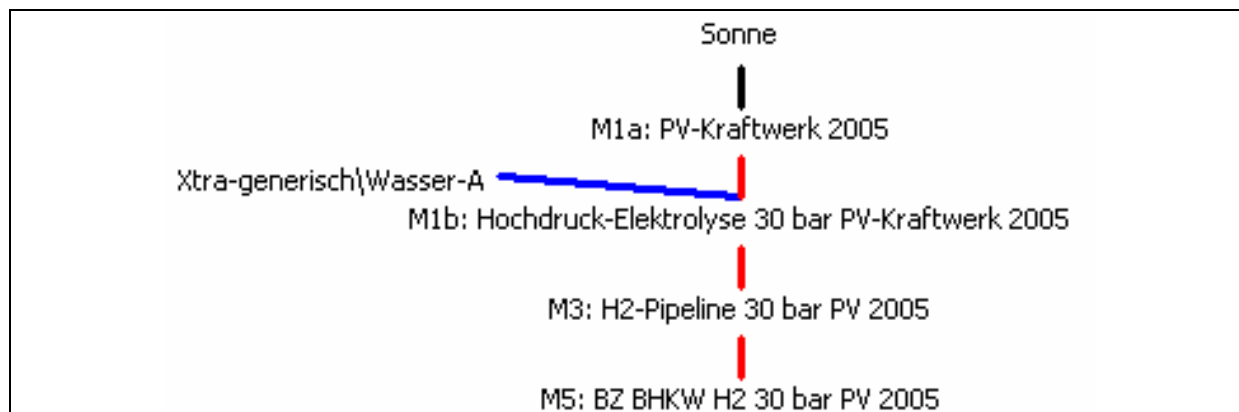 Sonne
M1a: PV-Kraftwerk 2005
Xtra-generisch\Wasser-A
M1b: Hochdruck-Elektrolyse 30 bar PV-Kraftwerk 2005
M3: H2-Pipeline 30 bar PV 2005
M5: BZ BHKW H2 30 bar PV 2005